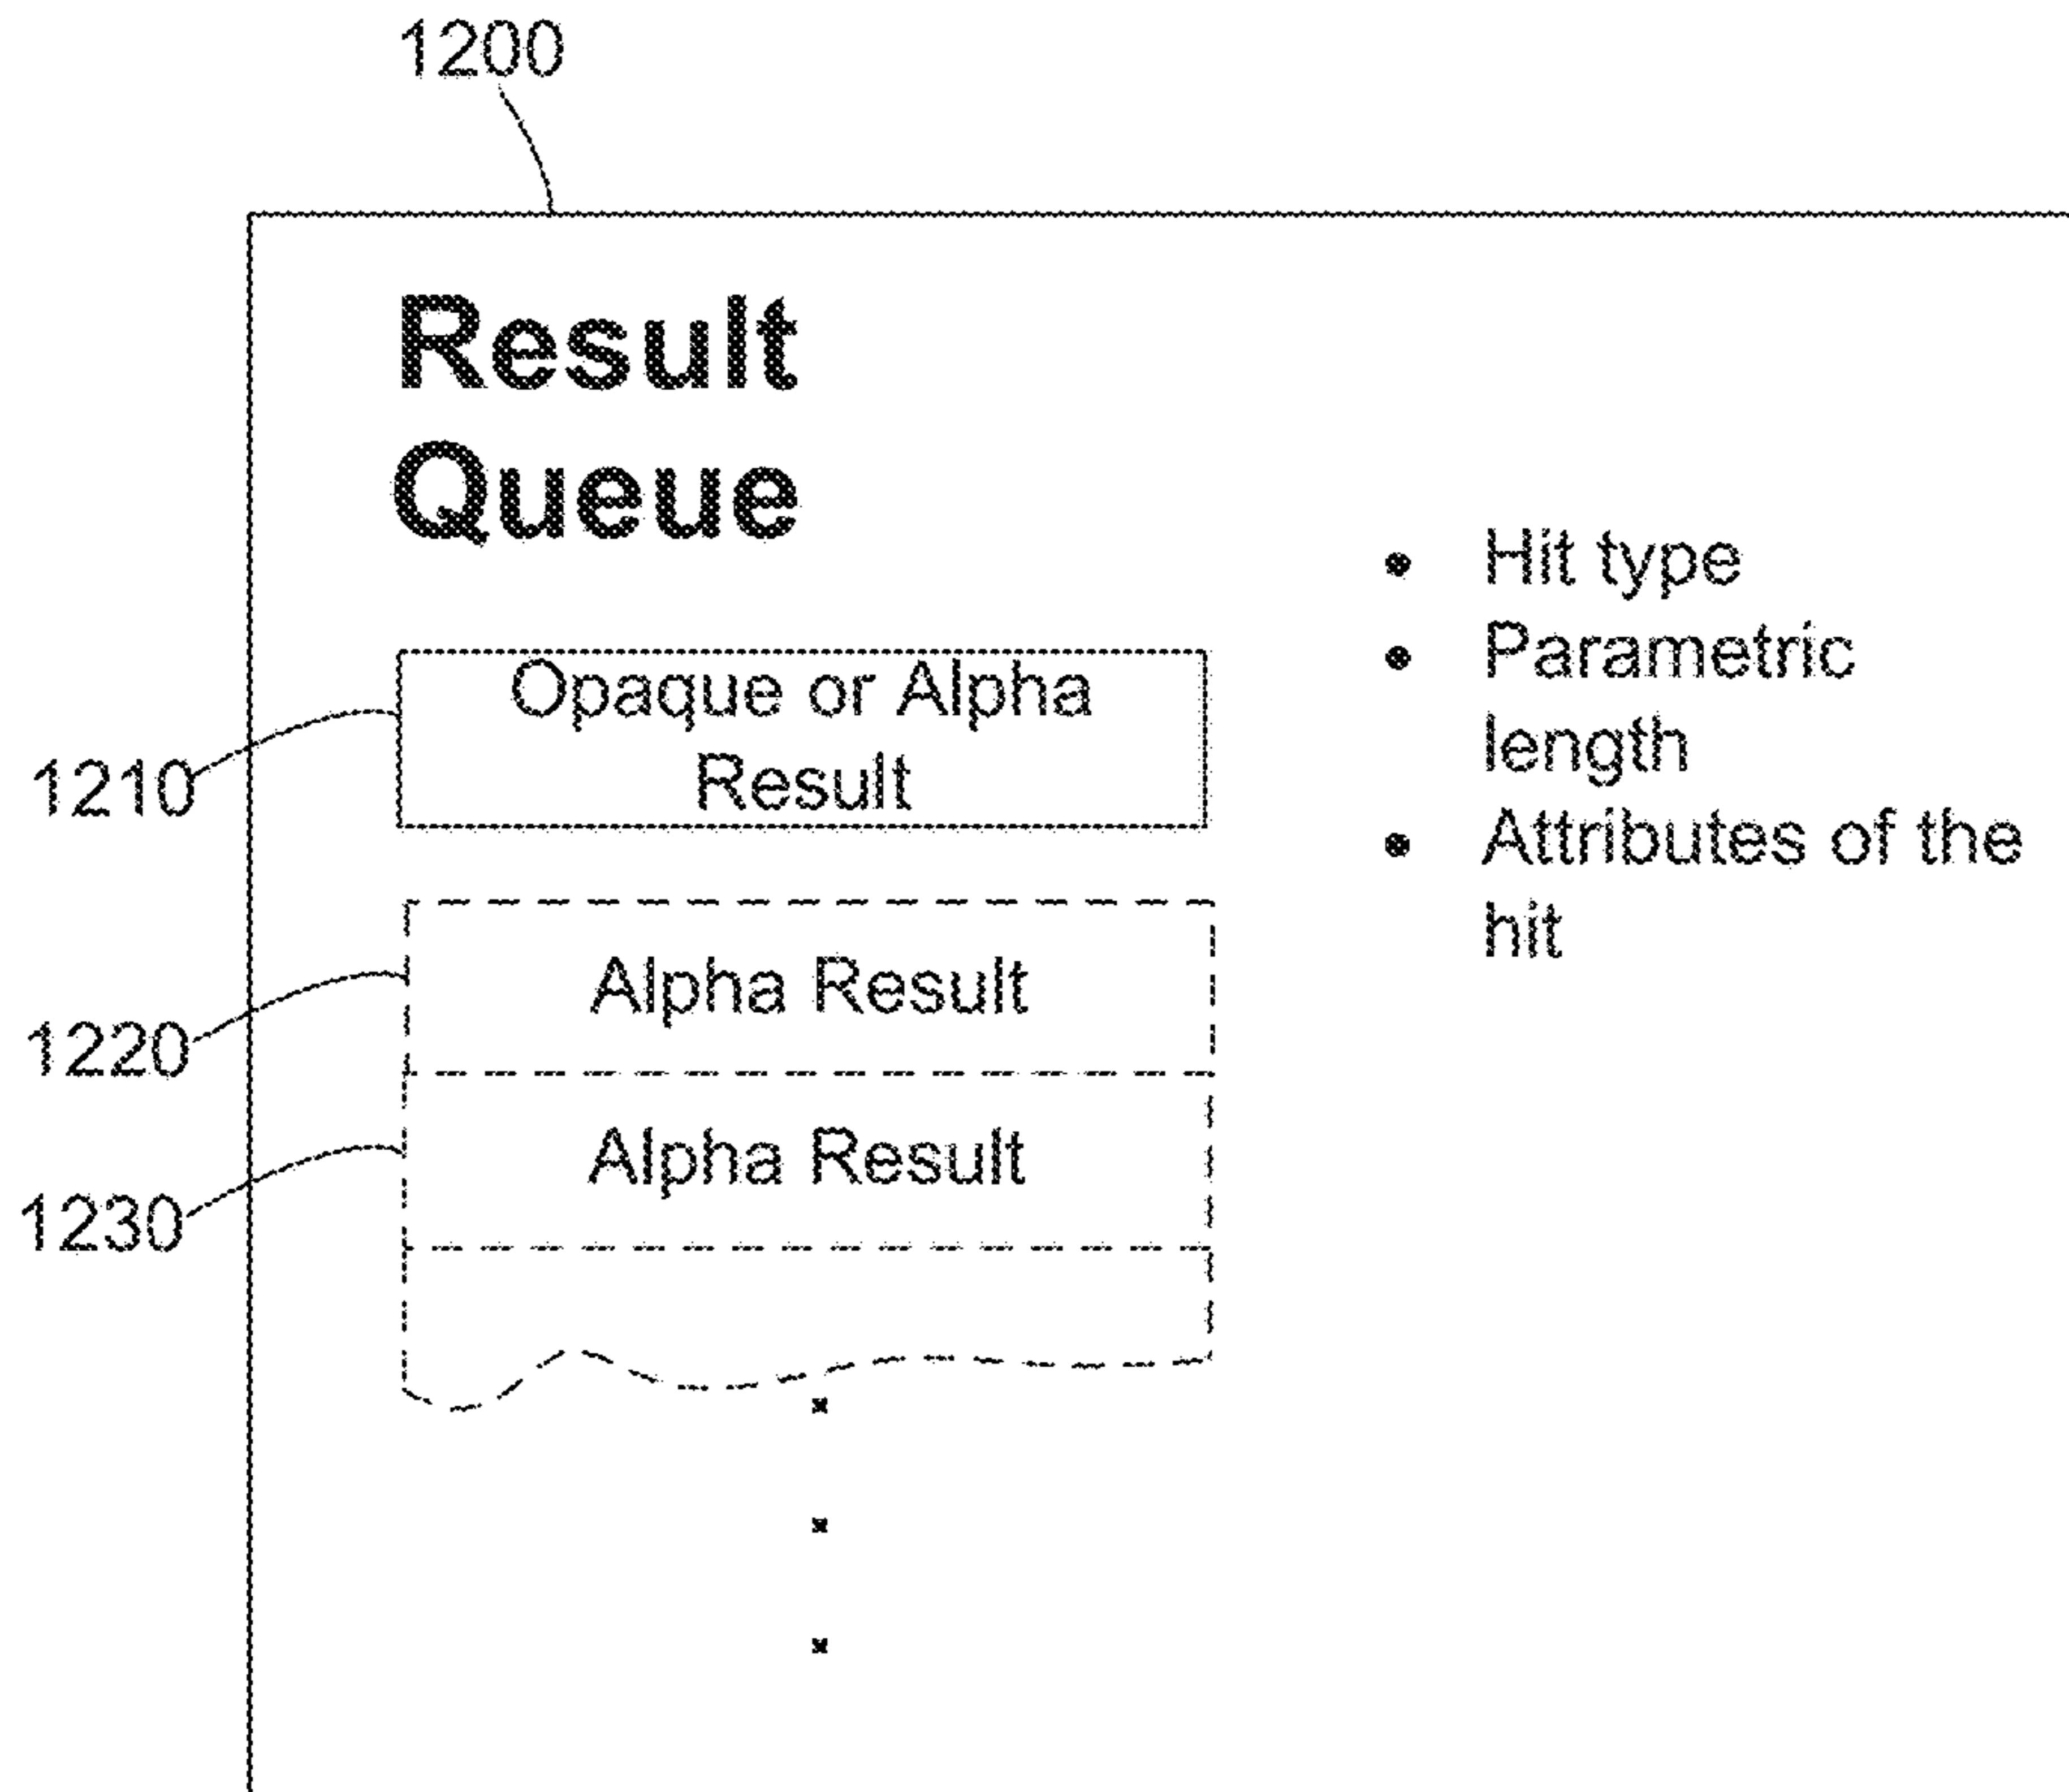 1200
Result
Queue
• Hit type
• Parametric
length
• Attributes of the
hit
Opaque or Alpha
Result
1210
Alpha Result
1220
Alpha Result
1230